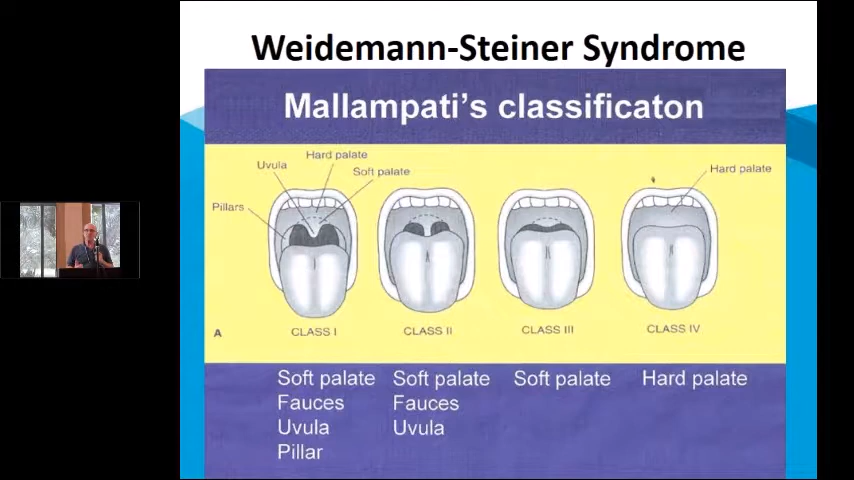 Weidemann-Steiner Syndrome
Mallampati's classificaton
Hard palate
Uvula
Soft palate
Pillars
Hard palate
A
CLASS I
CLASS II
CLASS III
CLASS IV
Soft palate
Fauces
Uvula
Pillar
Soft palate
Fauces
Uvula
Soft palate
Hard palate